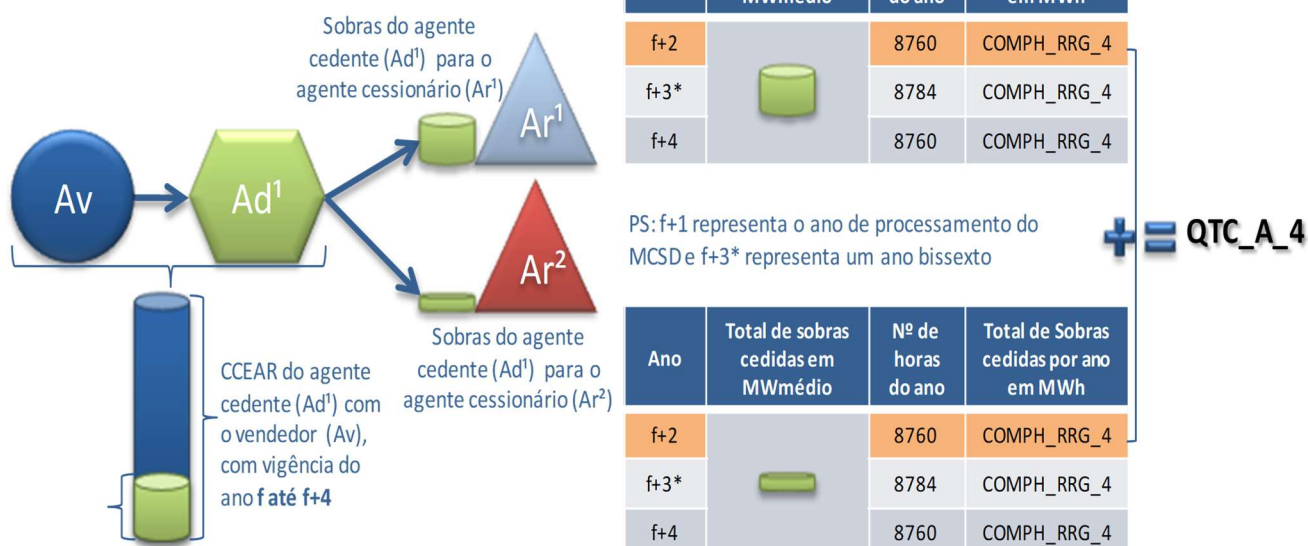 Sobras do agente
cedente (Ad¹) para o
agente cessionário (Ar¹)
Ar¹
Av
Ad¹
Ar²
Sobras do agente
cedente (Ad¹) para o
agente cessionário (Ar²)
CCEAR do agente
cedente (Ad¹) com
o vendedor (Av),
com vigência do
ano f até f+4
MWmédio do ano em MWh
f+2 8760 COMPH_RRG_4
f+3* 8784 COMPH_RRG_4
f+4 8760 COMPH_RRG_4
PS: f+1 representa o ano de processamento do
MCSD e f+3* representa um ano bissexto
+ = QTC_A_4
Ano Total de sobras cedidas em MWmédio Nº de horas do ano Total de Sobras cedidas por ano em MWh
f+2 8760 COMPH_RRG_4
f+3* 8784 COMPH_RRG_4
f+4 8760 COMPH_RRG_4